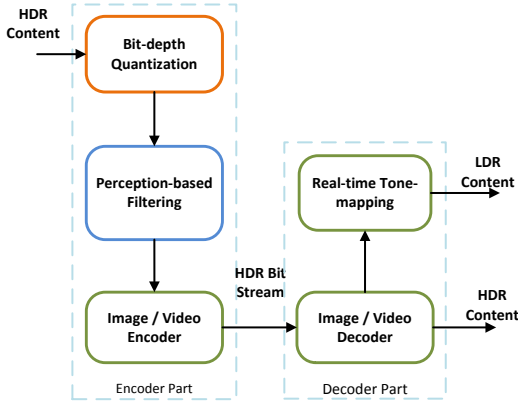 HDR
Content
Bit-depth
Quantization
Perception-based
Filtering
Real-time Tone-
mapping
LDR
Content
HDR Bit
Stream
Image / Video
Encoder
Image / Video
Decoder
HDR
Content
Encoder Part
Decoder Part